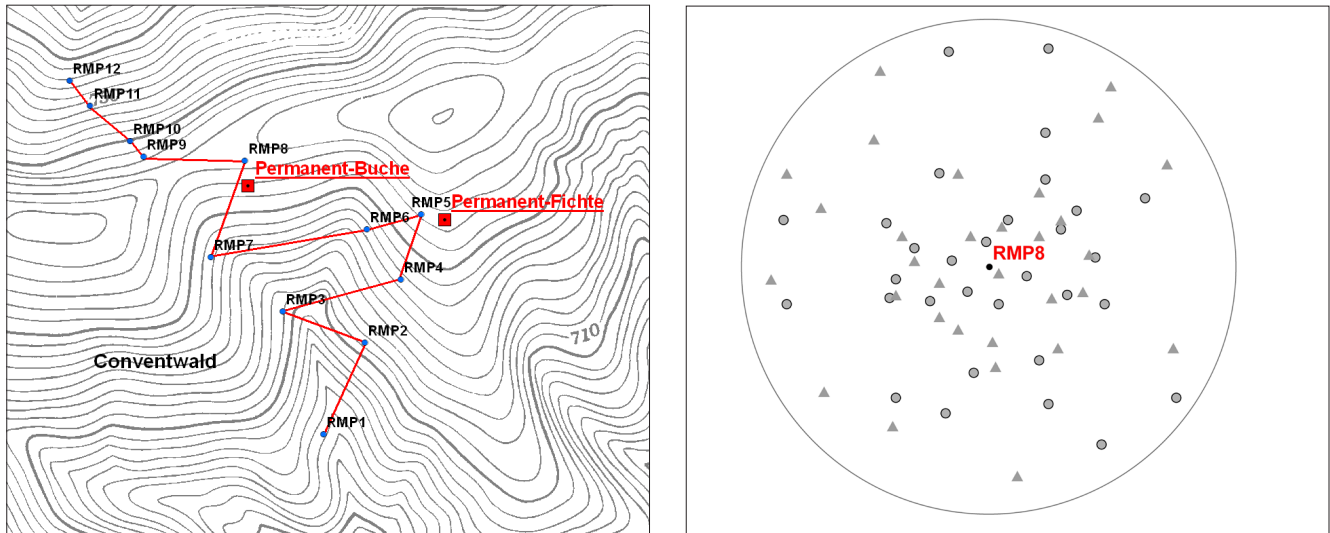 RMP12
RMP11
RMP10
RMP9
RMP8
Permanent-Buche
RMP5
Permanent-Fichte
RMP6
RMP7
RMP4
RMP3
RMP2
710
Conventwald
RMP1
RMP8